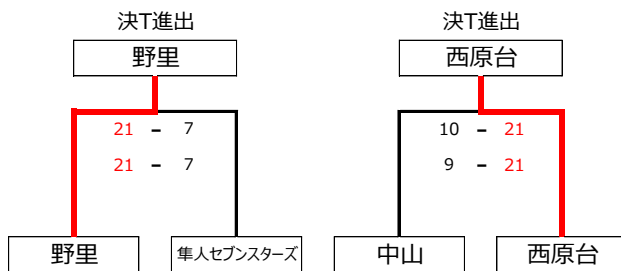 決T進出 決T進出
野里 西原台
21 - 7 10 - 21
21 - 7 9 - 21
野里 隼人セブンスターズ 中山 西原台